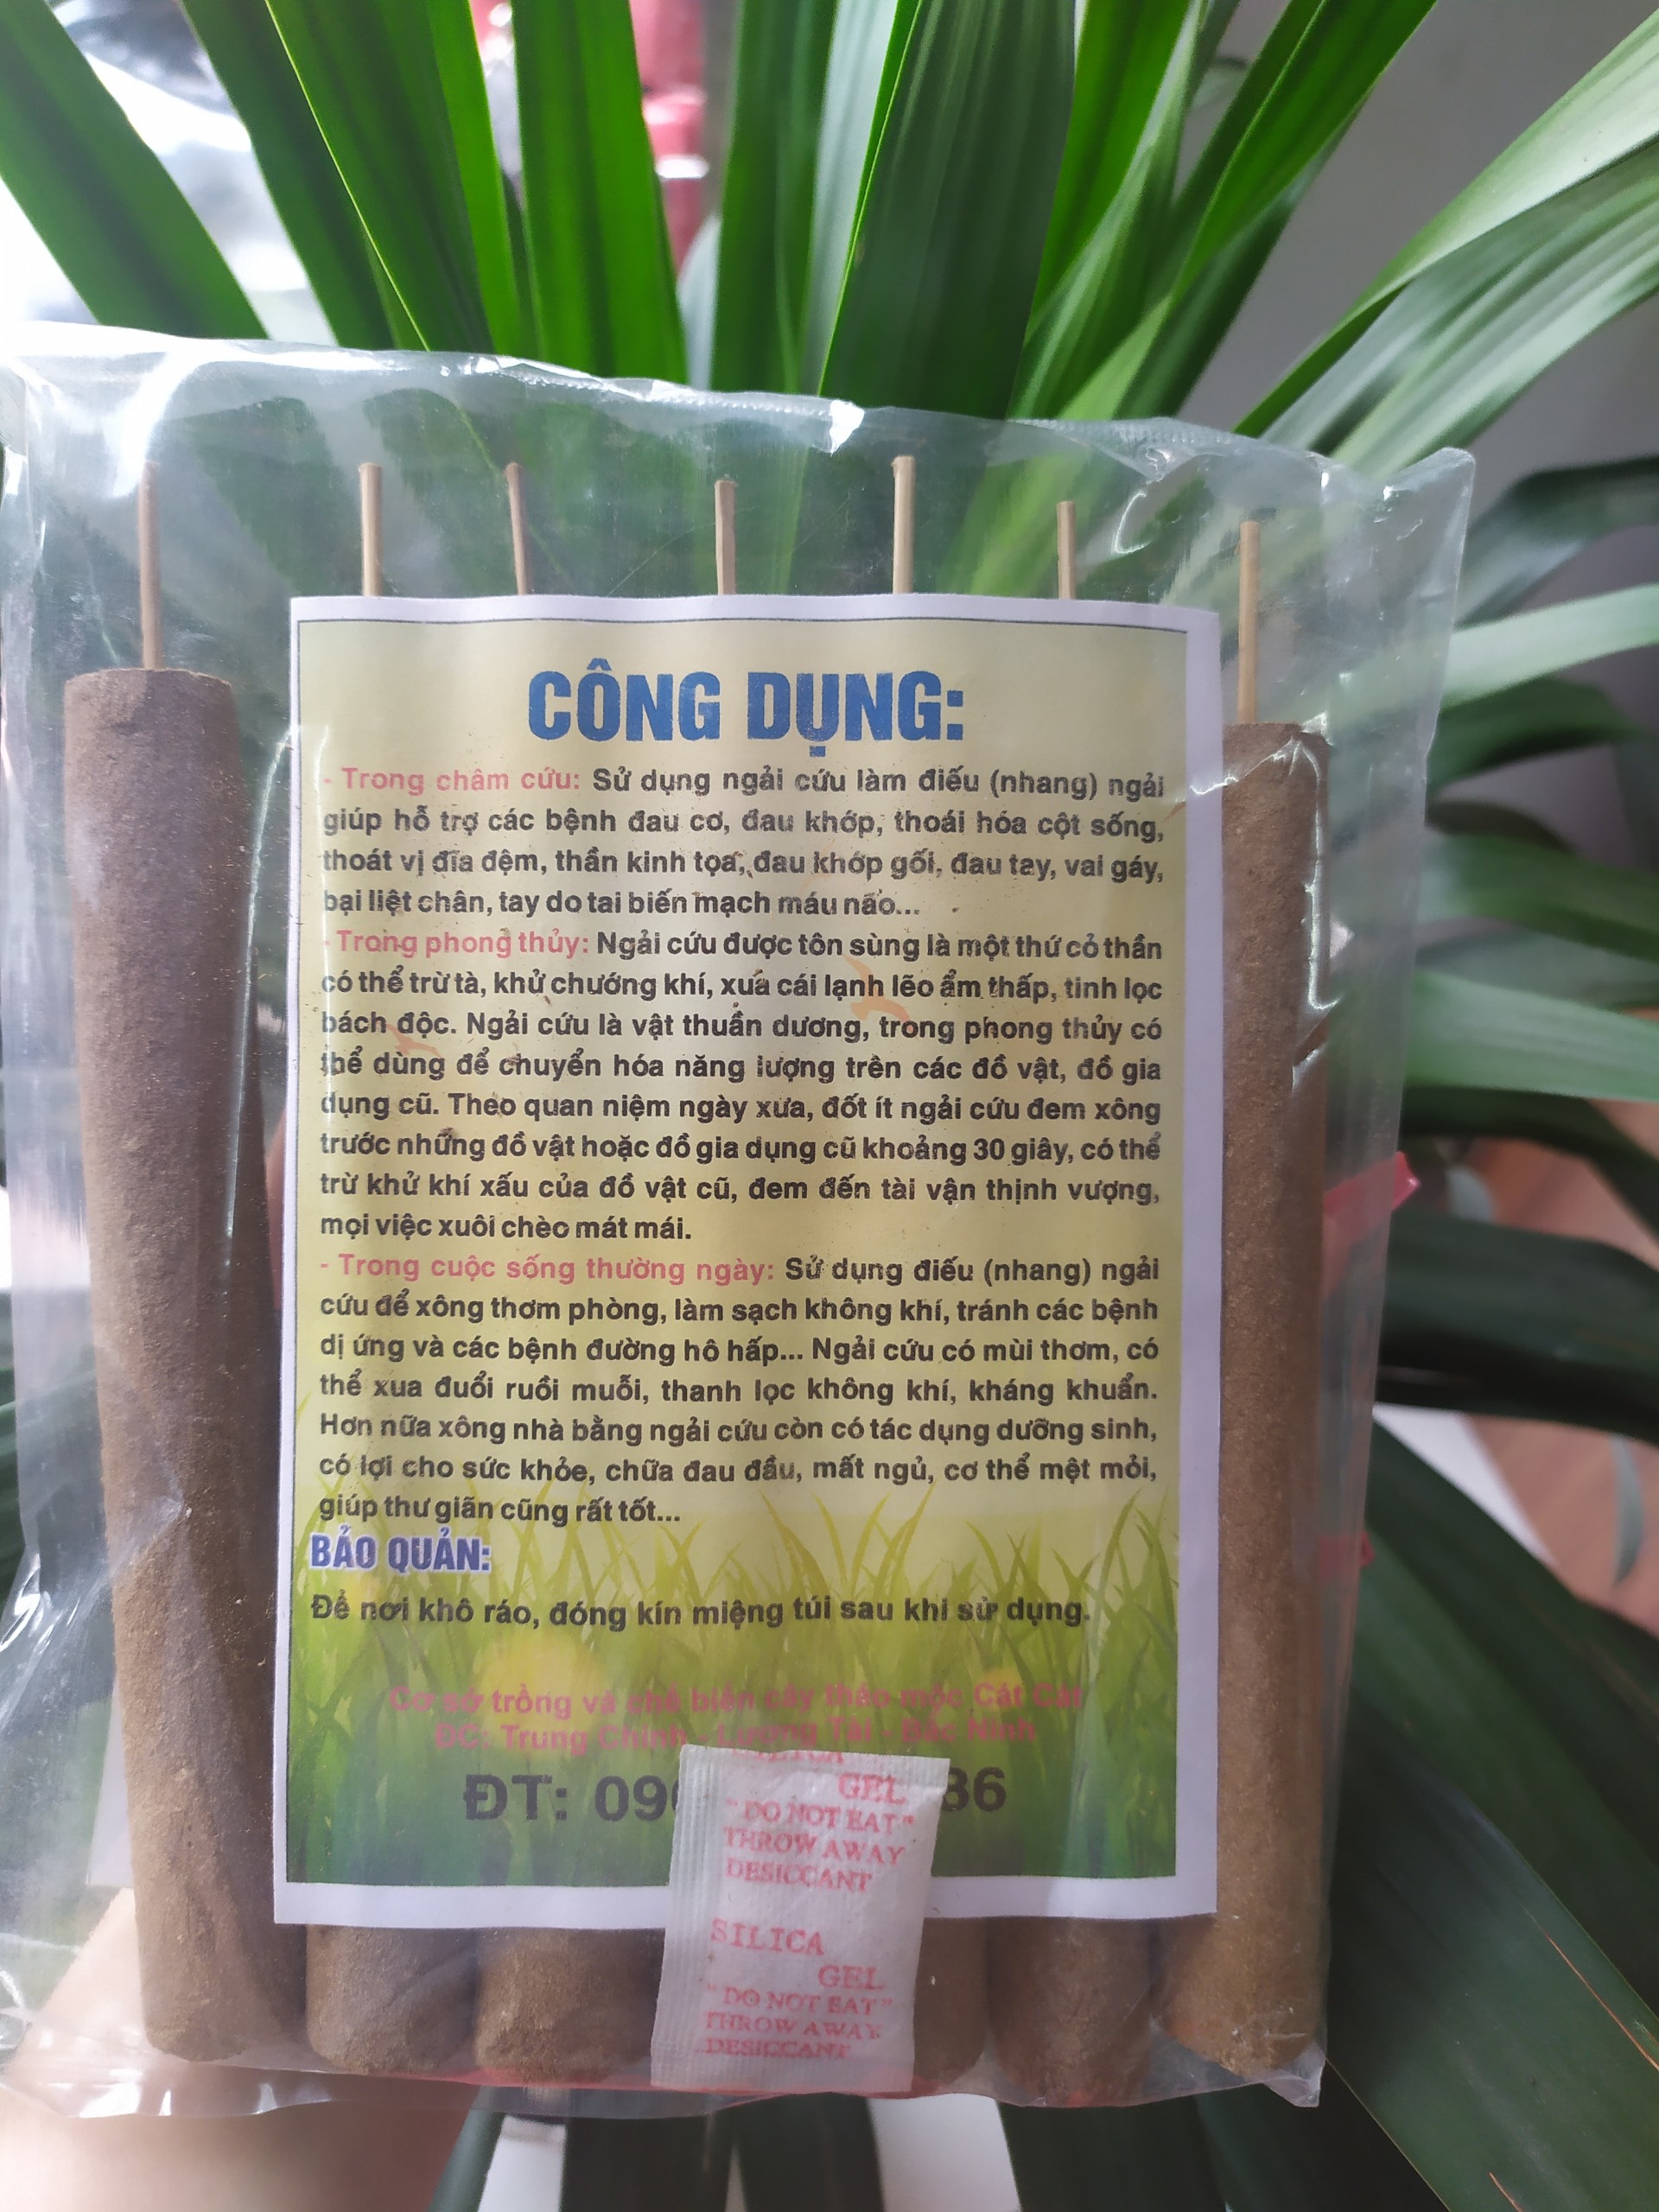 CÔNG DỤNG:
- Trong châm cứu: Sử dụng ngải cứu làm điếu (nhang) ngải
giúp hỗ trợ các bệnh đau cơ, đau khớp, thoái hóa cột sống,
thoát vị đĩa đệm, thần kinh tọa, đau khớp gối, đau tay, vai gáy,
bại liệt chân, tay do tai biến mạch máu não...
- Trong phong thủy: Ngải cứu được tôn sùng là một thứ cỏ thần
có thể trừ tà, khử chướng khí, xua cái lạnh lẽo ẩm thấp, tinh lọc
bách độc. Ngải cứu là vật thuần dương, trong phong thủy có
thể dùng để chuyển hóa năng lượng trên các đồ vật, đồ gia
dụng cũ. Theo quan niệm ngày xưa, đốt ít ngải cứu đem xông
trước những đồ vật hoặc đồ gia dụng cũ khoảng 30 giây, có thể
trừ khử khí xấu của đồ vật cũ, đem đến tài vận thịnh vượng,
mọi việc xuôi chèo mát mái.
- Trong cuộc sống thường ngày: Sử dụng điếu (nhang) ngải
cứu để xông thơm phòng, làm sạch không khí, tránh các bệnh
dị ứng và các bệnh đường hô hấp... Ngải cứu có mùi thơm, có
thể xua đuổi ruồi muỗi, thanh lọc không khí, kháng khuẩn.
Hơn nữa xông nhà bằng ngải cứu còn có tác dụng dưỡng sinh,
có lợi cho sức khỏe, chữa đau đầu, mất ngủ, cơ thể mệt mỏi,
giúp thư giãn cũng rất tốt...
BẢO QUẢN:
Để nơi khô ráo, đóng kín miệng túi sau khi sử dụng.
Cơ sở trồng và chế biến cây thảo mộc Cát Cát
ĐC: Trung Chính - Lương Tài - Bắc Ninh
ĐT: 09 86
SILICA
GEL
"DO NOT EAT"
THROW AWAY
DESICCANT
SILICA
GEL
"DO NOT EAT"
THROW AWAY
DESICCANT